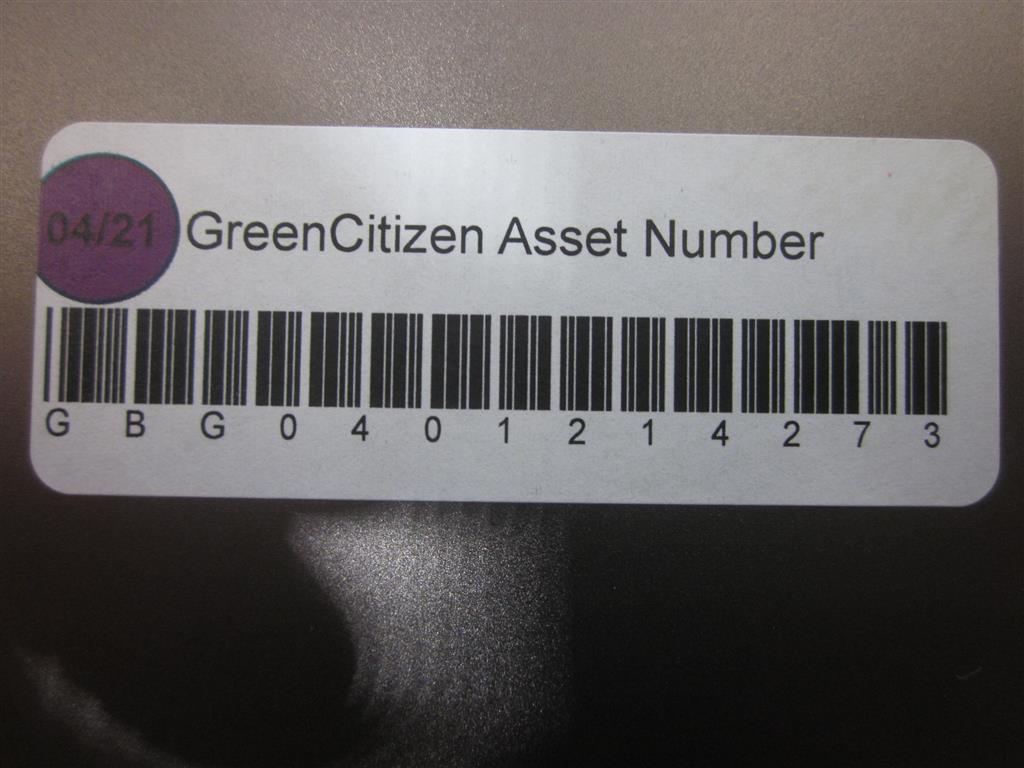 04/21 GreenCitizen Asset Number
G B G 0 4 0 1 2 1 4 2 7 3